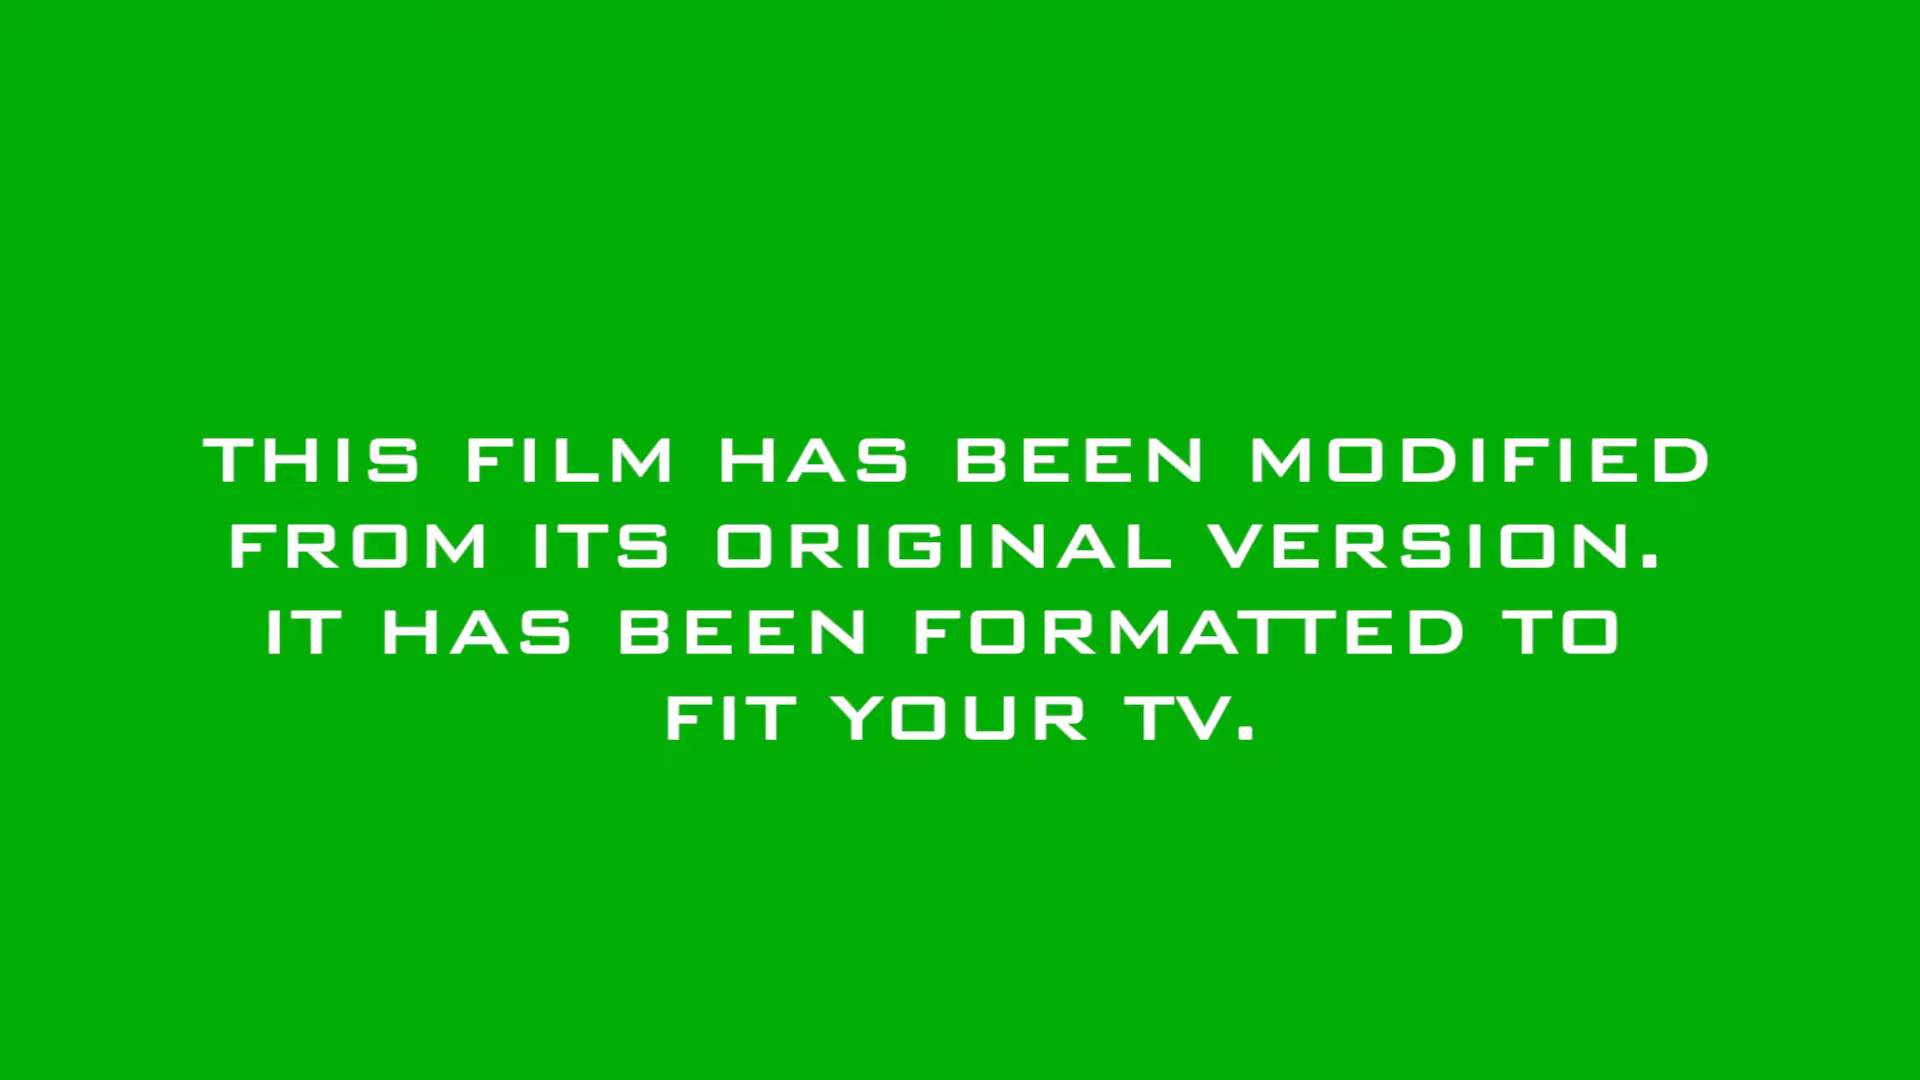 THIS FILM HAS BEEN MODIFIED
FROM ITS ORIGINAL VERSION.
IT HAS BEEN FORMATTED TO
FIT YOUR TV.